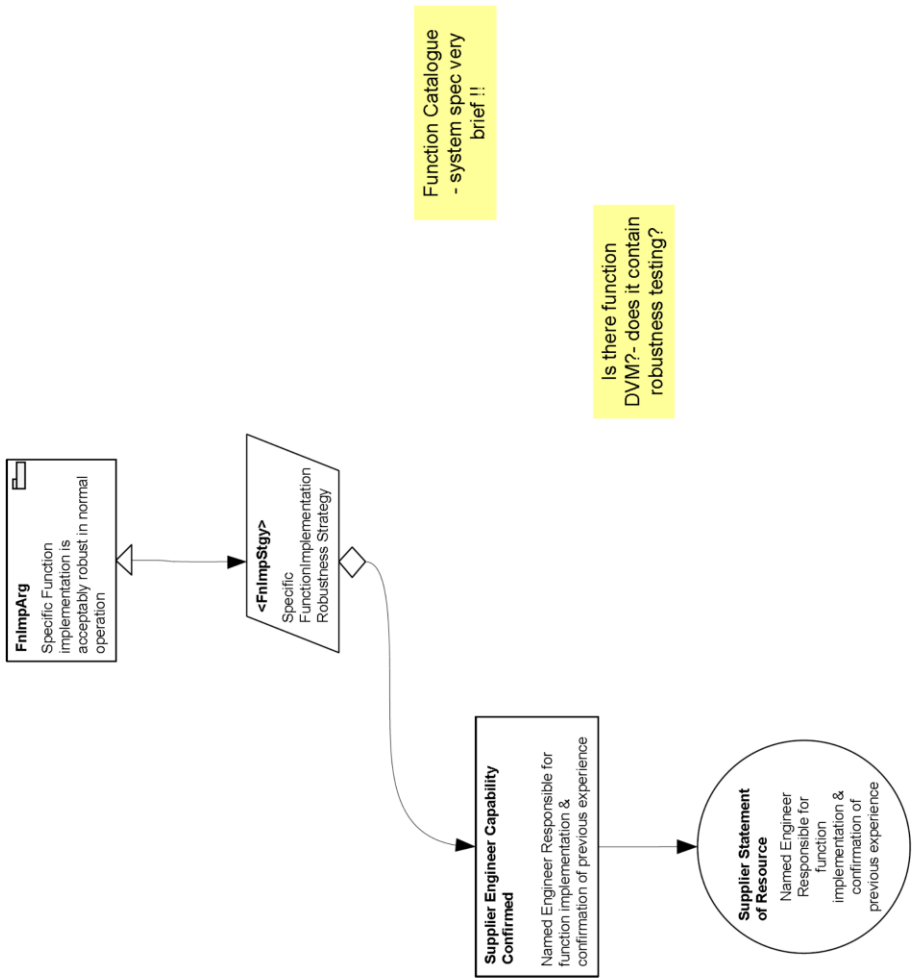 FnImpArg
Specific Function
implementation is
acceptably robust in normal
operation
<FnImpStgy>
Specific
FunctionImplementation
Robustness Strategy
Supplier Engineer Capability
Confirmed
Named Engineer Responsible for
function implementation &
confirmation of previous experience
Supplier Statement
of Resource
Named Engineer
Responsible for
function
implementation &
confirmation of
previous experience
Function Catalogue
- system spec very
brief !!
Is there function
DVM?- does it contain
robustness testing?